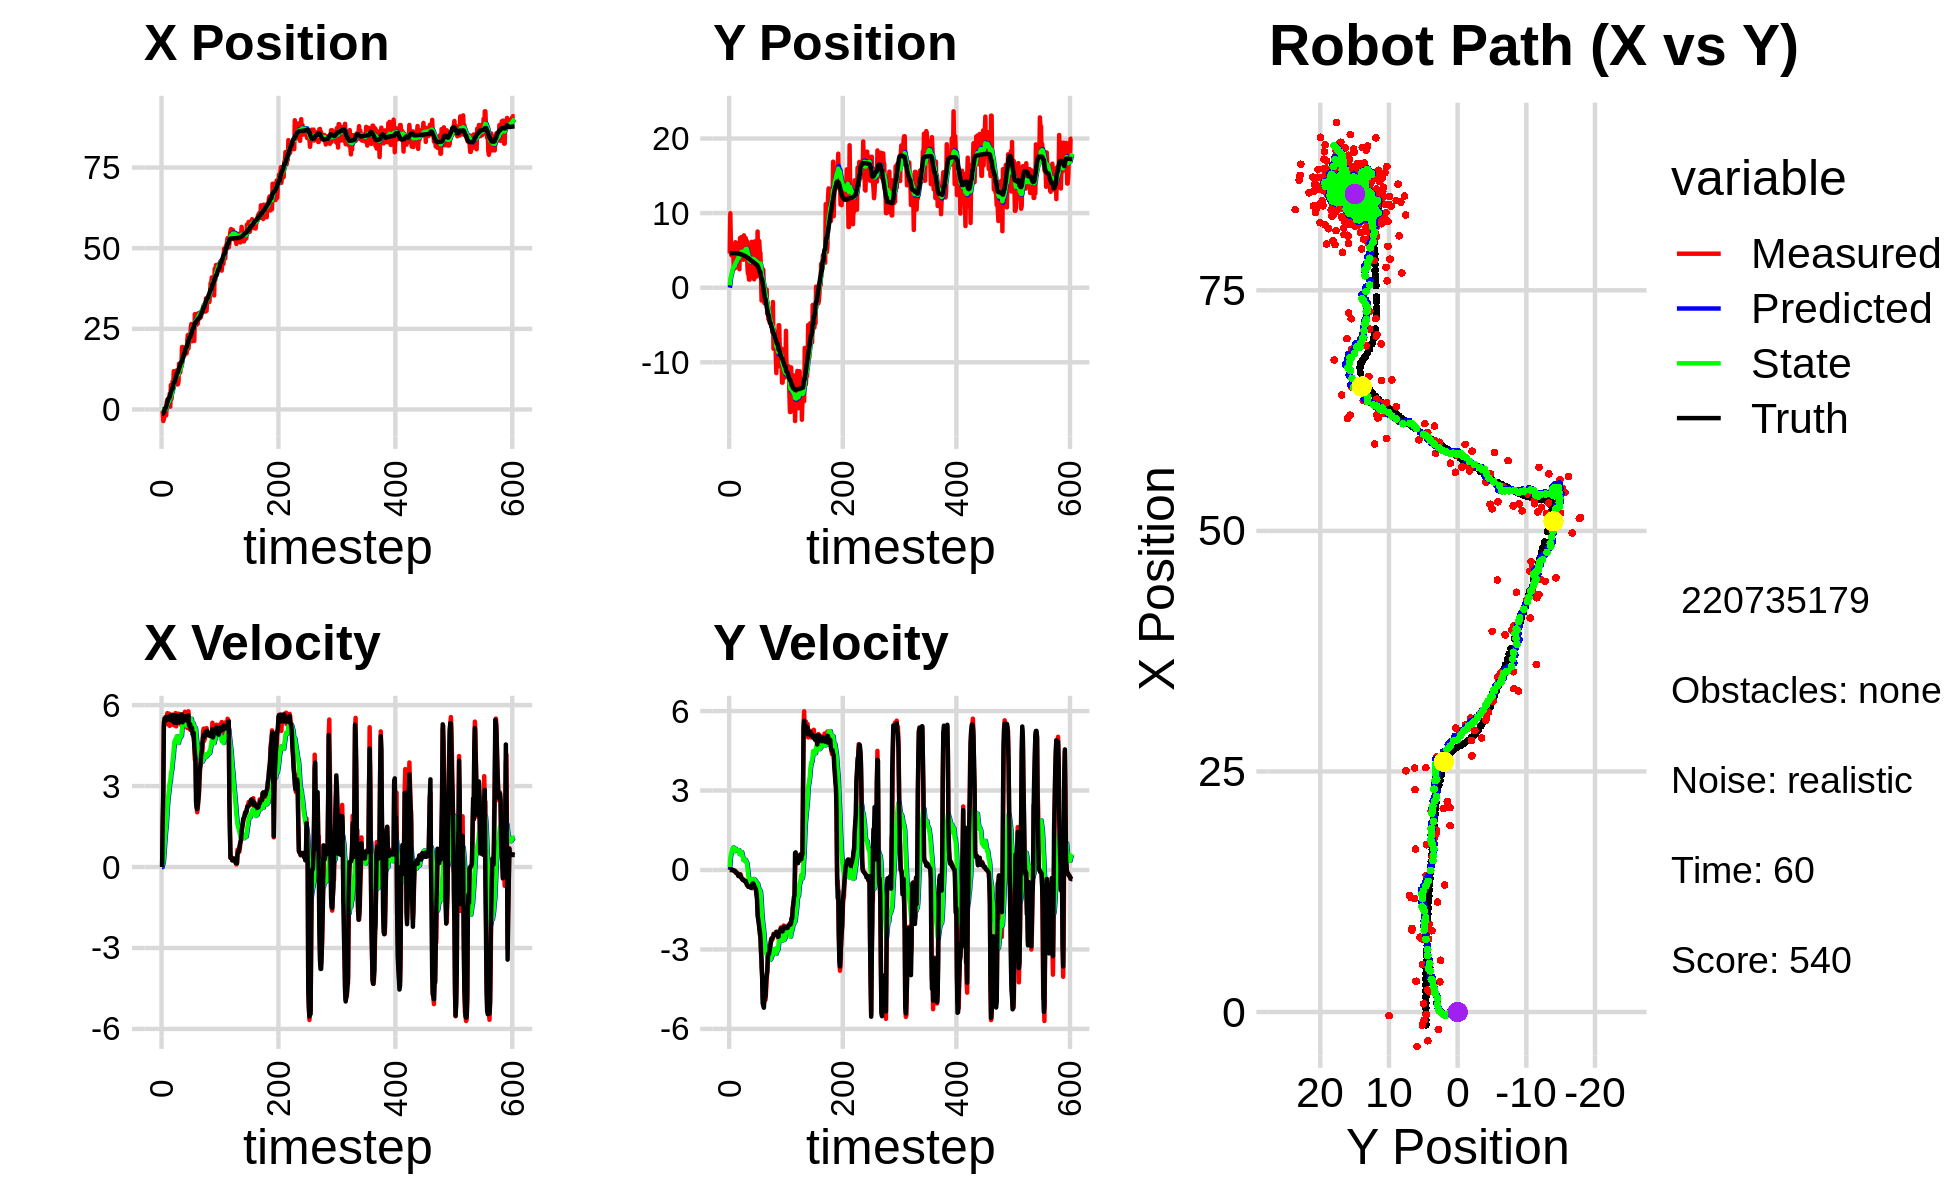 X Position
75
50
25
0
0
200
400
600
timestep
Y Position
20
10
0
-10
0
200
400
600
timestep
X Velocity
6
3
0
-3
-6
0
200
400
600
timestep
Y Velocity
6
3
0
-3
-6
0
200
400
600
timestep
Robot Path (X vs Y)
X Position
75
50
25
0
20 10 0 -10 -20
Y Position
variable
Measured
Predicted
State
Truth
220735179
Obstacles: none
Noise: realistic
Time: 60
Score: 540